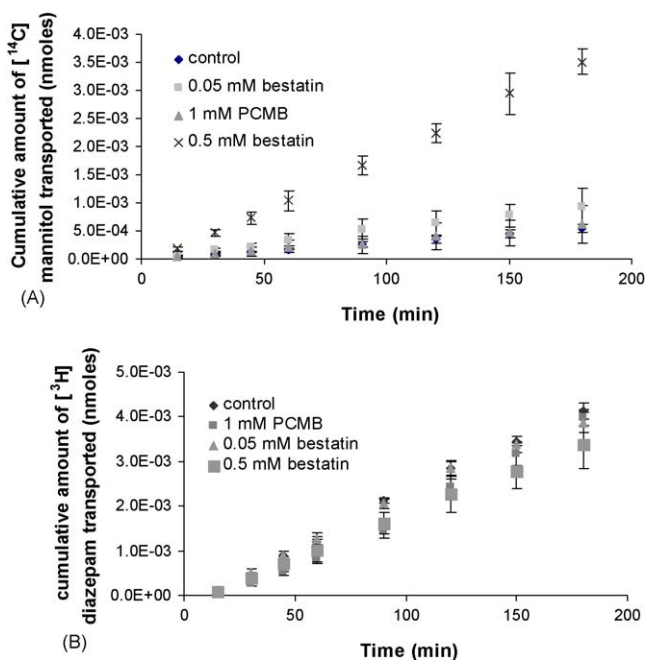 (A)
Cumulative amount of [ ¹⁴C]
mannitol transported (nmoles)
4.0E-03
3.5E-03
3.0E-03
2.5E-03
2.0E-03
1.5E-03
1.0E-03
5.0E-04
0.0E+00
control
0.05 mM bestatin
1 mM PCMB
0.5 mM bestatin
0
50
100
150
200
Time (min)
(B)
cumulative amount of [ ³H]
diazepam transported (nmoles)
5.0E-03
4.0E-03
3.0E-03
2.0E-03
1.0E-03
0.0E+00
control
1 mM PCMB
0.05 mM bestatin
0.5 mM bestatin
0
50
100
150
200
Time (min)